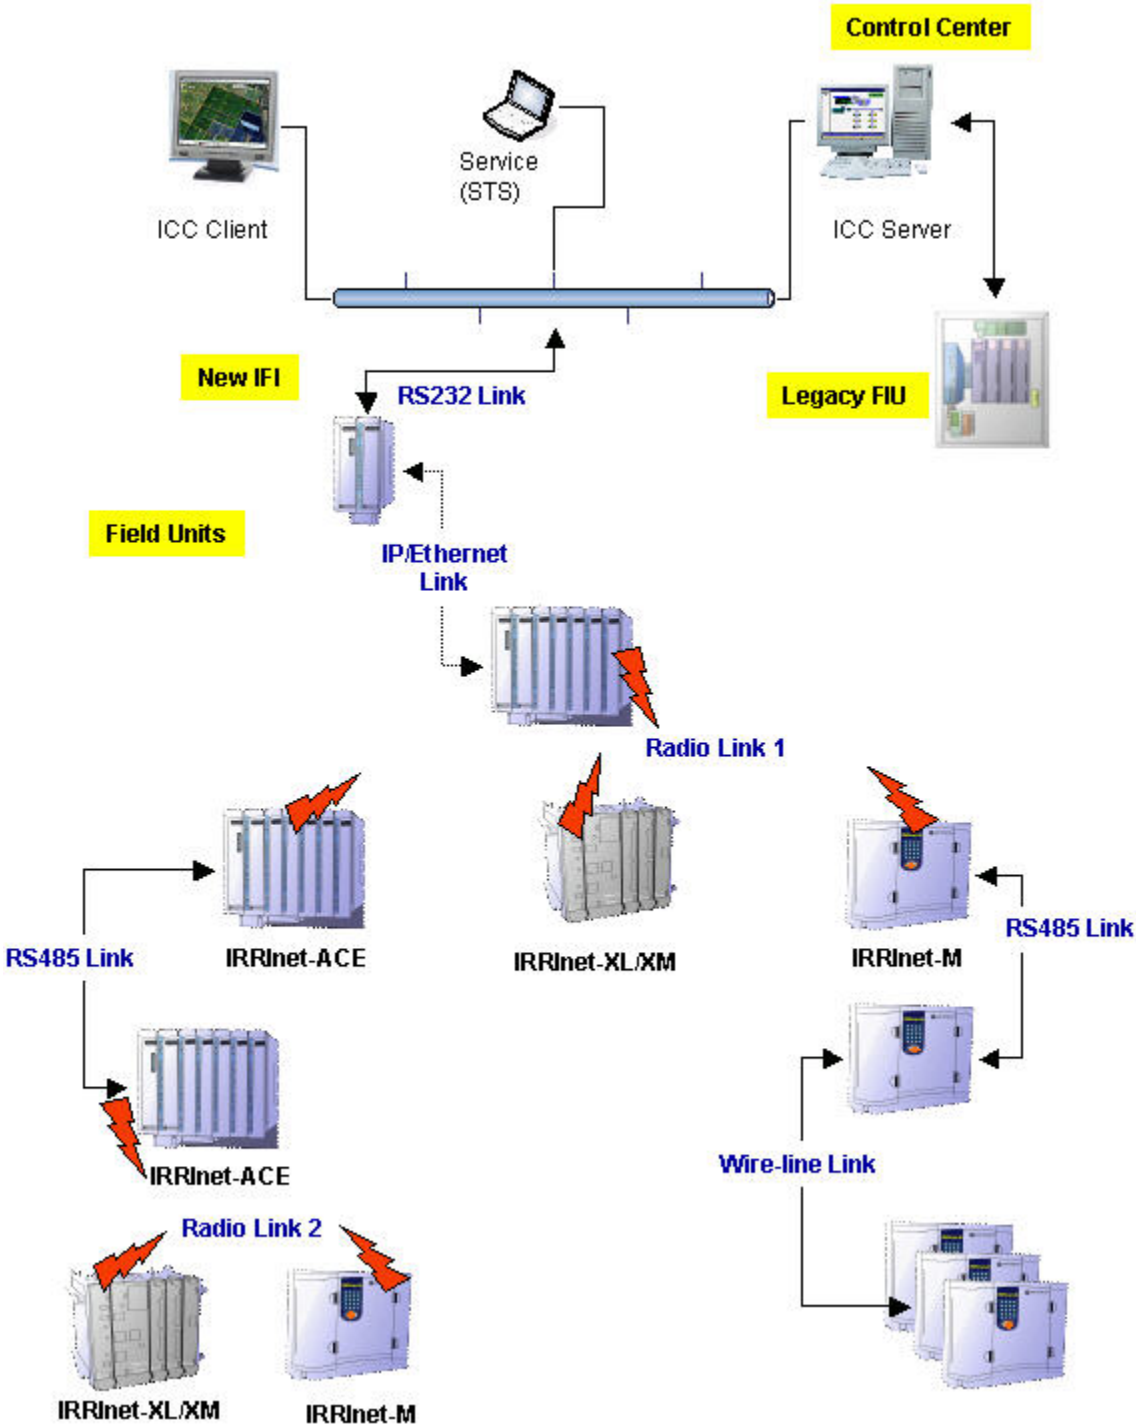 Control Center
Service
(STS)
ICC Client
ICC Server
New IFI
RS232 Link
Legacy FIU
Field Units
IP/Ethernet
Link
Radio Link 1
RS485 Link
IRRInet-ACE
IRRInet-XL/XM
IRRInet-M
RS485 Link
IRRInet-ACE
Wire-line Link
Radio Link 2
IRRInet-XL/XM
IRRInet-M